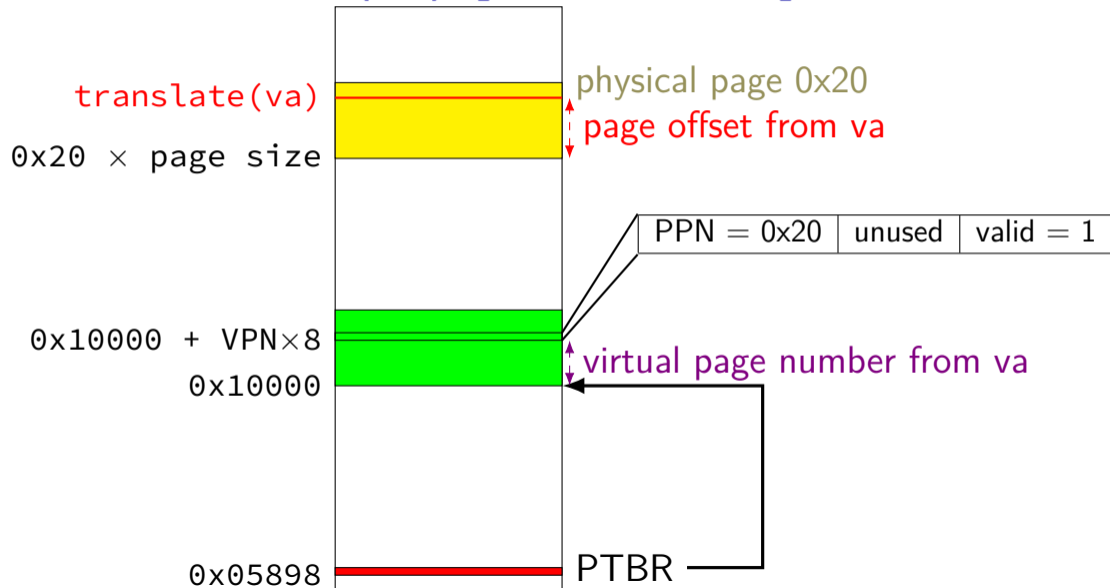 translate(va)
physical page 0x20
page offset from va
0x20 × page size
PPN = 0x20 unused valid = 1
0x10000 + VPN×8
virtual page number from va
0x10000
0x05898
PTBR